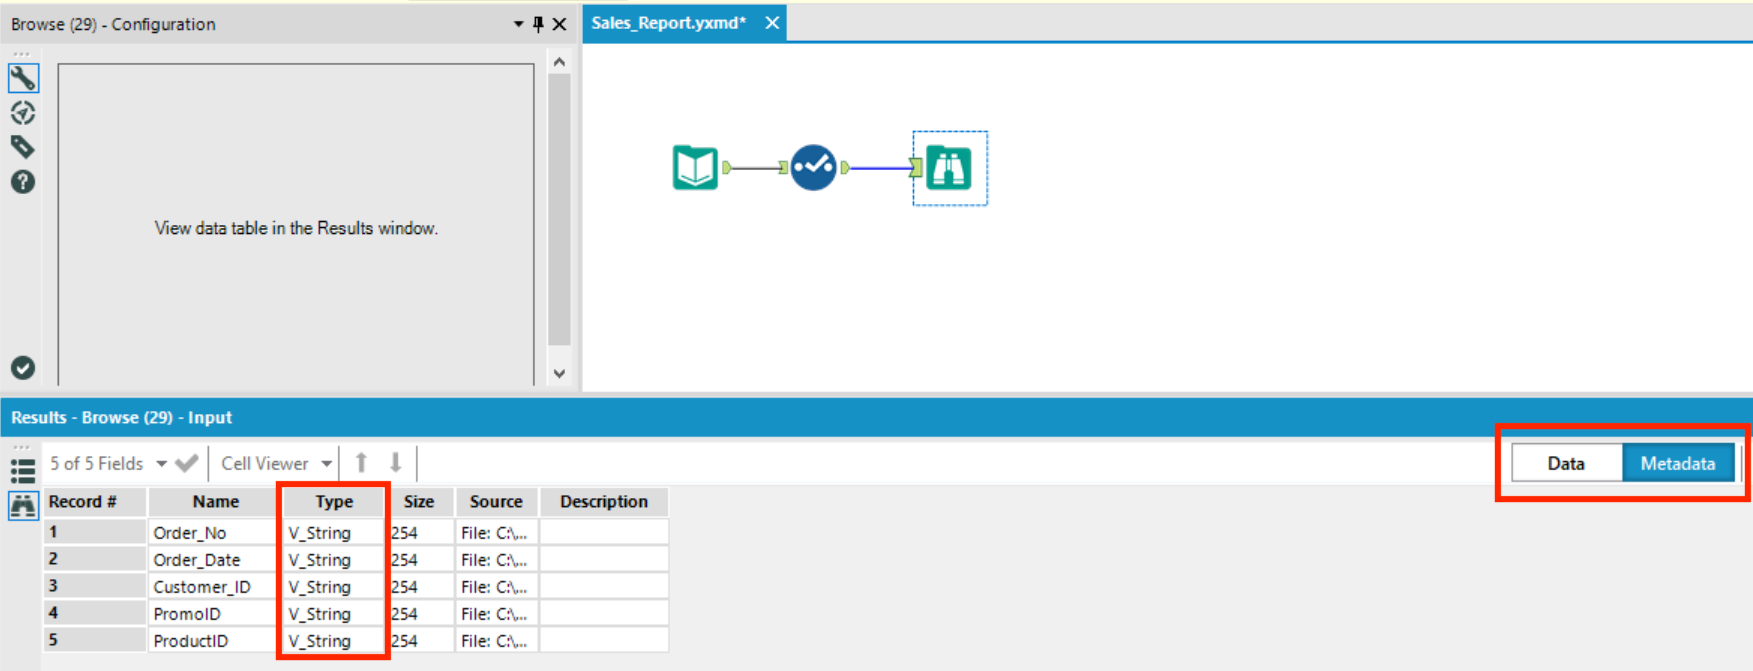 Browse (29) - Configuration
Sales_Report.yxmd*
View data table in the Results window.
Results - Browse (29) - Input
5 of 5 Fields Cell Viewer Data Metadata
Record # Name Type Size Source Description
1 Order_No V_String 254 File: C:\,...
2 Order_Date V_String 254 File: C:\,...
3 Customer_ID V_String 254 File: C:\,...
4 PromoID V_String 254 File: C:\,...
5 ProductID V_String 254 File: C:\,...